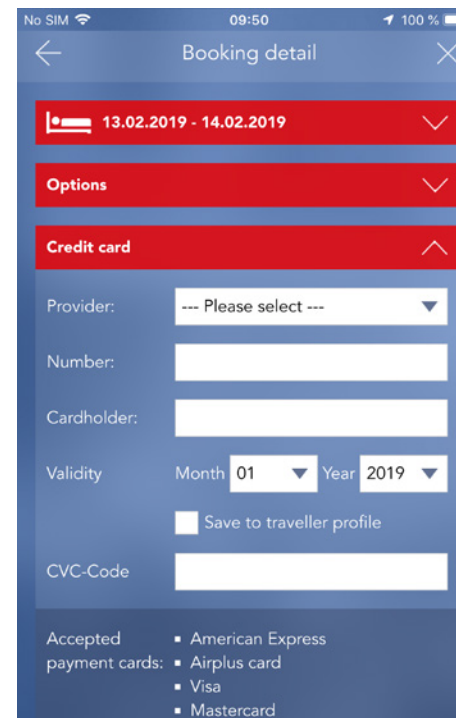 No SIM 09:50 100 %
Booking detail
13.02.2019 - 14.02.2019
Options
Credit card
Provider: --- Please select ---
Number:
Cardholder:
Validity Month 01 Year 2019
Save to traveller profile
CVC-Code
Accepted payment cards:
▪ American Express
▪ Airplus card
▪ Visa
▪ Mastercard